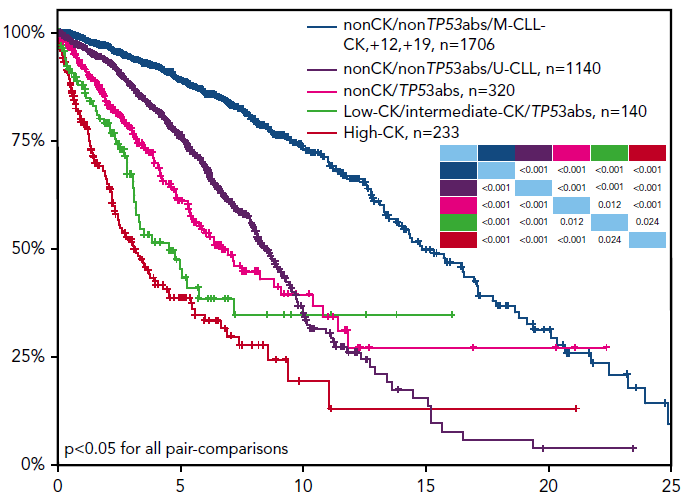 100%
75%
50%
25%
0%
0 5 10 15 20 25
nonCK/nonTP53abs/M-CLL-
CK,+12,+19, n=1706
nonCK/nonTP53abs/U-CLL, n=1140
nonCK/TP53abs, n=320
Low-CK/intermediate-CK/TP53abs, n=140
High-CK, n=233
<0.001 <0.001 <0.001 <0.001
<0.001 <0.001 <0.001 <0.001
<0.001 <0.001 0.012 <0.001
<0.001 <0.001 0.012 0.024
<0.001 <0.001 <0.001 0.024
p<0.05 for all pair-comparisons